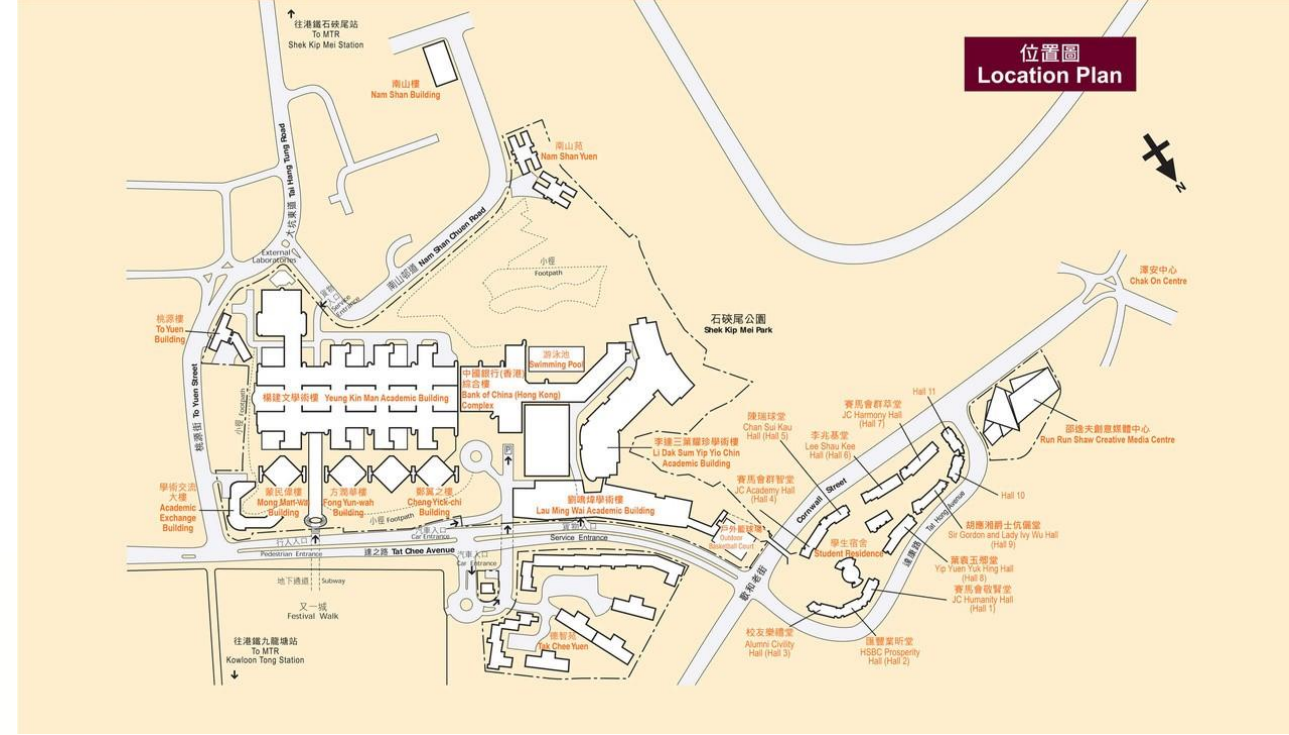 往港鐵石硤尾站
To MTR
Shek Kip Mei Station
位置圖
Location Plan
南山樓
Nam Shan Building
大坑東道 Tai Hang Tung Road
南山苑
Nam Shan Yuen
N
南山邨道 Nam Shan Chuen Road
External
Laboratories
貨物
入口
Service
Entrance
小徑
Footpath
澤安中心
Chak On Centre
桃源樓
To Yuen
Building
石硤尾公園
Shek Kip Mei Park
游泳池
Swimming Pool
中國銀行(香港)
綜合樓
Bank of China (Hong Kong)
Complex
楊建文學術樓 Yeung Kin Man Academic Building
桃源街 To Yuen Street
小徑 Footpath
Hall 11
賽馬會群萃堂
JC Harmony Hall
(Hall 7)
陳瑞球堂
Chan Sui Kau
Hall (Hall 5)
李兆基堂
Lee Shau Kee
Hall (Hall 6)
邵逸夫創意媒體中心
Run Run Shaw Creative Media Centre
李達三葉耀珍學術樓
Li Dak Sum Yip Yio Chin
Academic Building
賽馬會群智堂
JC Academy Hall
(Hall 4)
Cornwall Street
Hall 10
學術交流
大樓
Academic
Exchange
Building
蒙民偉樓
Mong Man-wai
Building
方潤華樓
Fong Yun-wah
Building
鄭翼之樓
Cheng Yick-chi
Building
劉鳴煒學術樓
Lau Ming Wai Academic Building
小徑 Footpath
汽車入口
Car Entrance
貨物入口
Service Entrance
戶外籃球場
Outdoor
Basketball Court
胡應湘爵士伉儷堂
Sir Gordon and Lady Ivy Wu Hall
(Hall 9)
達康路 Tat Hong Avenue
學生宿舍
Student Residence
葉袁玉卿堂
Yip Yuen Yuk Hing Hall
(Hall 8)
行人入口
Pedestrian Entrance
達之路 Tat Chee Avenue
汽車入口
Car Entrance
歌和老街
賽馬會敬賢堂
JC Humanity Hall
(Hall 1)
地下通道 Subway
又一城
Festival Walk
德智苑
Tak Chee Yuen
校友樂禮堂
Alumni Civility
Hall (Hall 3)
匯豐業昕堂
HSBC Prosperity
Hall (Hall 2)
往港鐵九龍塘站
To MTR
Kowloon Tong Station